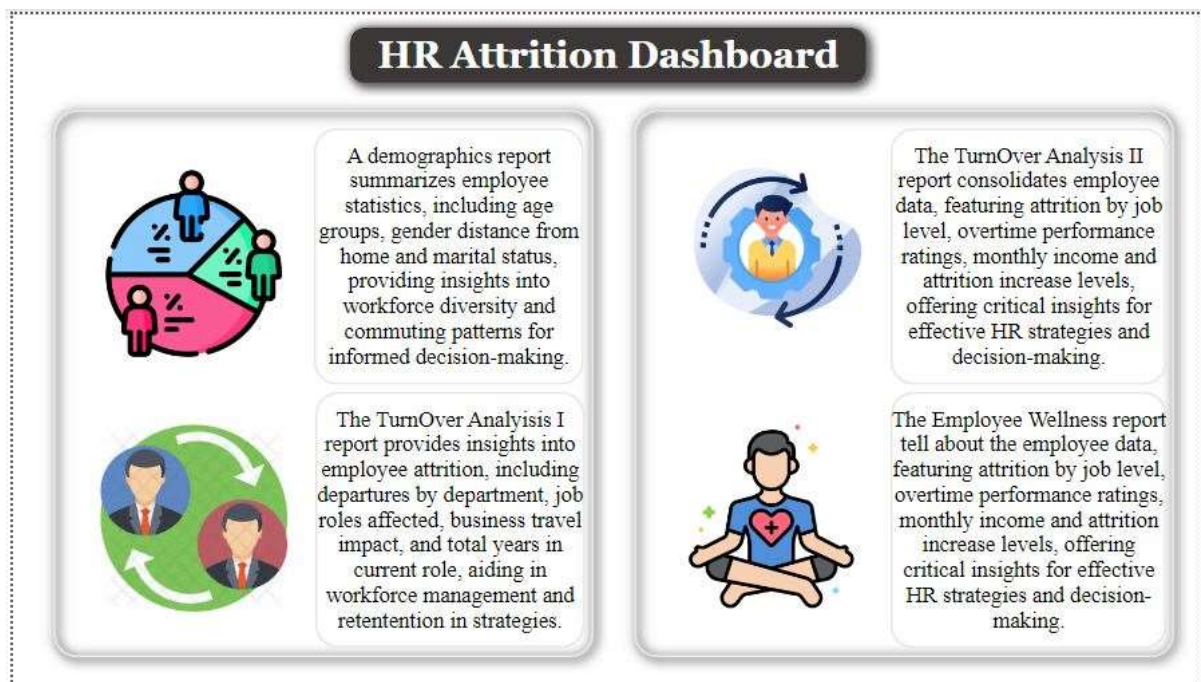 HR Attrition Dashboard
A demographics report
summarizes employee
statistics, including age
groups, gender distance from
home and marital status,
providing insights into
workforce diversity and
commuting patterns for
informed decision-making.
The TurnOver Analyisis I
report provides insights into
employee attrition, including
departures by department, job
roles affected, business travel
impact, and total years in
current role, aiding in
workforce management and
retentention in strategies.
The TurnOver Analysis II
report consolidates employee
data, featuring attrition by job
level, overtime performance
ratings, monthly income and
attrition increase levels,
offering critical insights for
effective HR strategies and
decision-making.
The Employee Wellness report
tell about the employee data,
featuring attrition by job level,
overtime performance ratings,
monthly income and attrition
increase levels, offering
critical insights for effective
HR strategies and decision-
making.